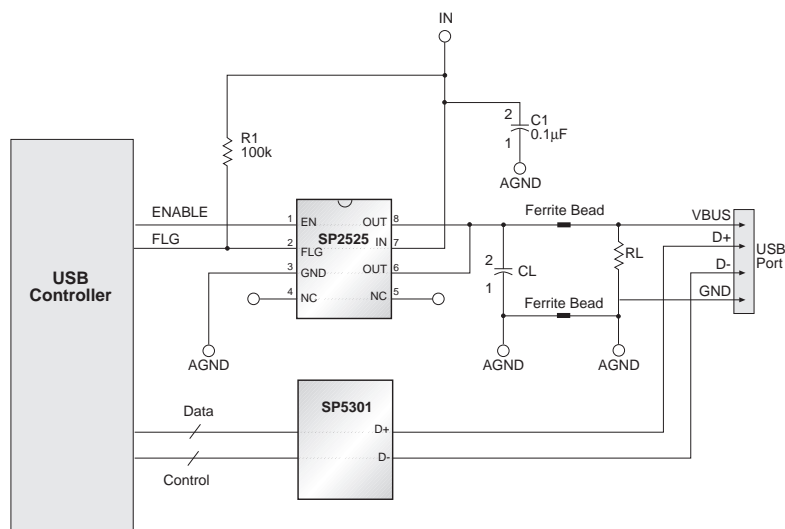 IN
R1
100k
2
C1
0.1µF
1
AGND
ENABLE
FLG
1
EN
OUT
8
SP2525
2
FLG
IN
7
3
GND
OUT
6
4
NC
NC
5
AGND
Ferrite Bead
VBUS
D+
D-
GND
USB
Port
2
CL
1
RL
Ferrite Bead
AGND
AGND
USB
Controller
SP5301
Data
D+
D-
Control